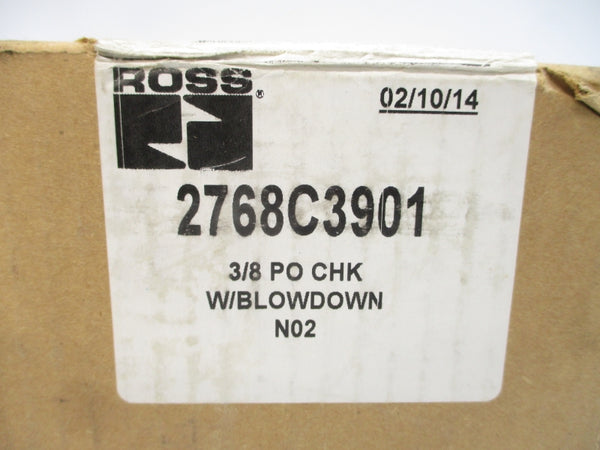 ROSS®
02/10/14
2768C3901
3/8 PO CHK
W/BLOWDOWN
N02